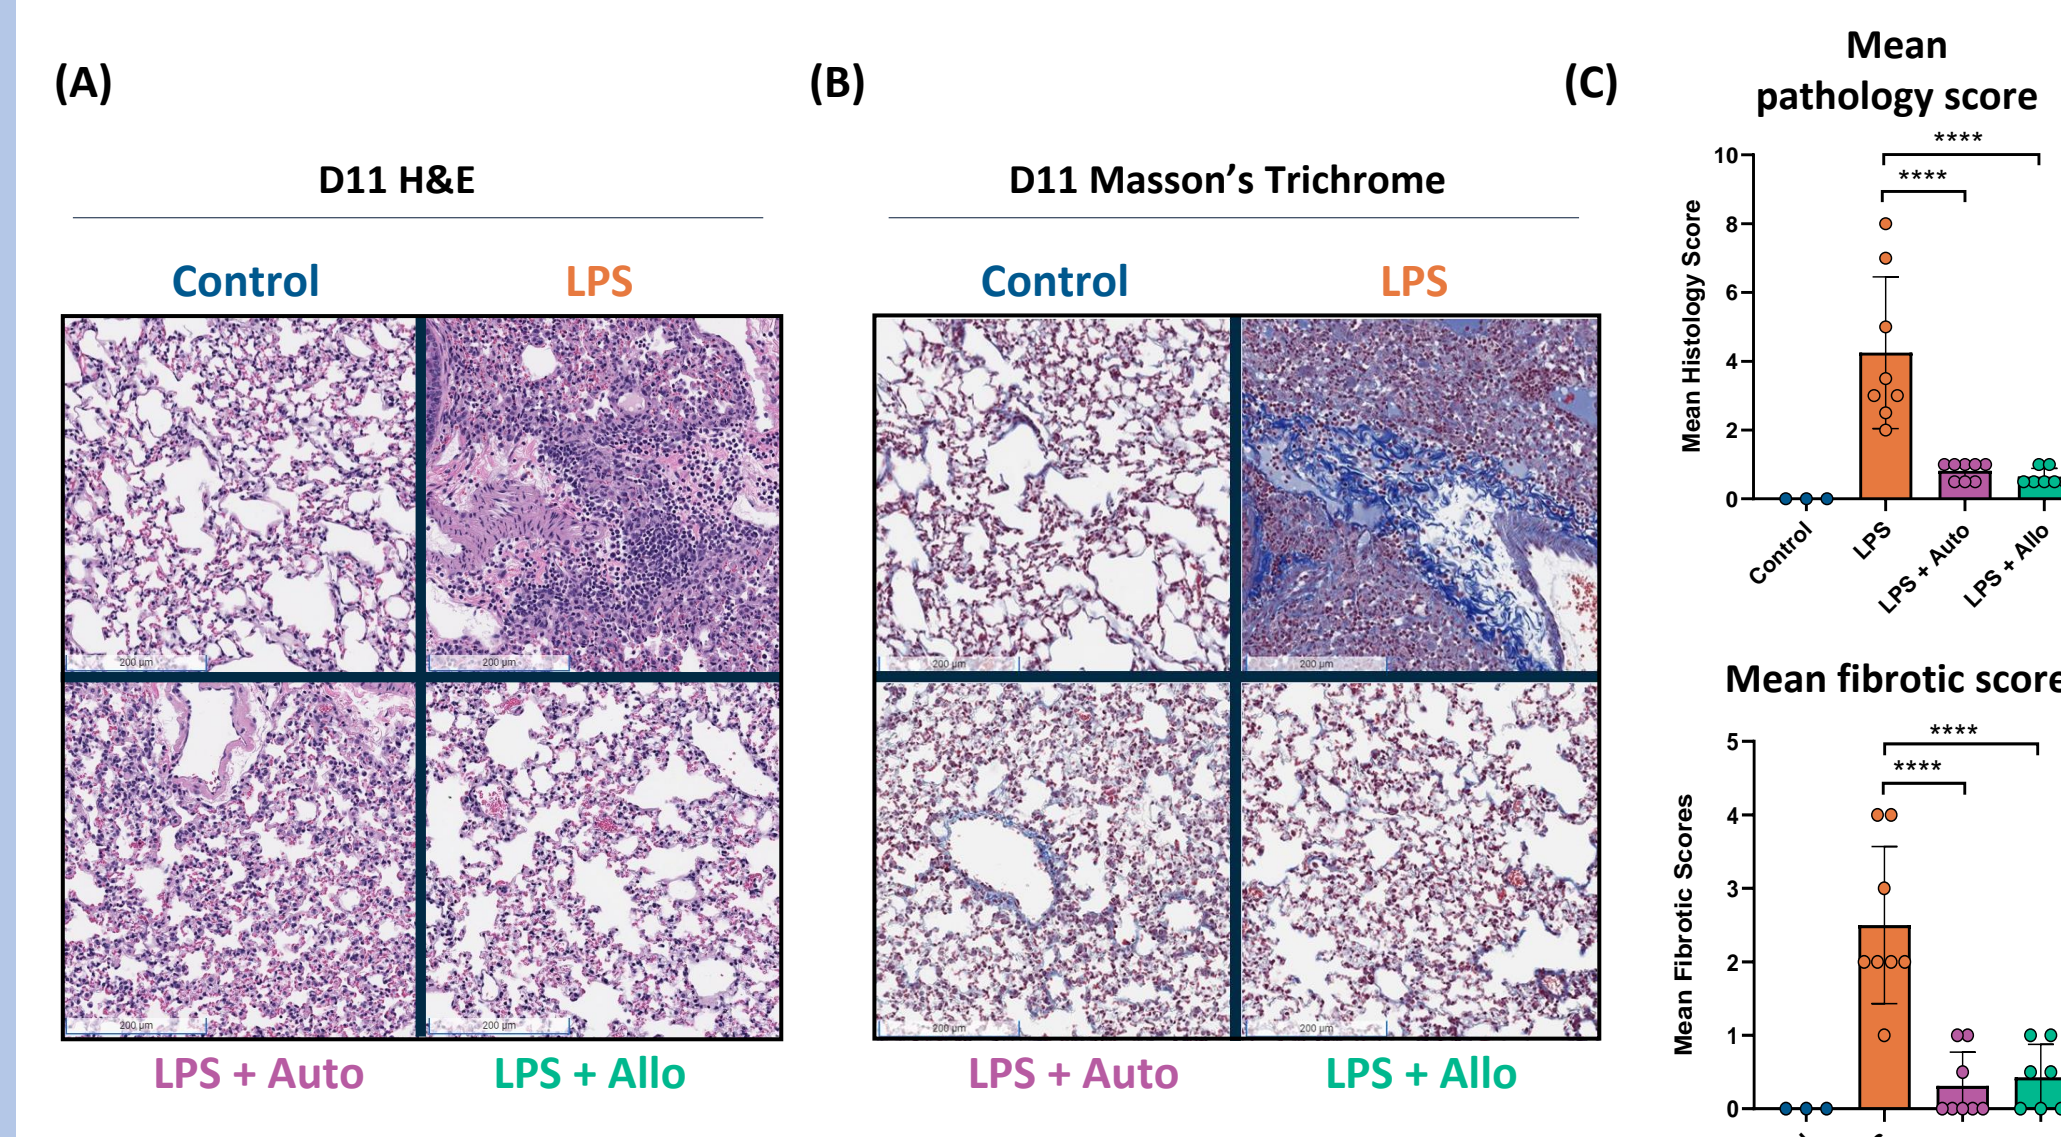 (A)
(B)
(C)
D11 H&E
Control
LPS
200 µm
200 µm
200 µm
200 µm
LPS + Auto
LPS + Allo
D11 Masson’s Trichrome
Control
LPS
200 µm
200 µm
200 µm
200 µm
LPS + Auto
LPS + Allo
Mean
pathology score
Mean Histology Score
10
8
6
4
2
0
****
****
Control
LPS
LPS + Auto
LPS + Allo
Mean fibrotic score
Mean Fibrotic Scores
5
4
3
2
1
0
****
****